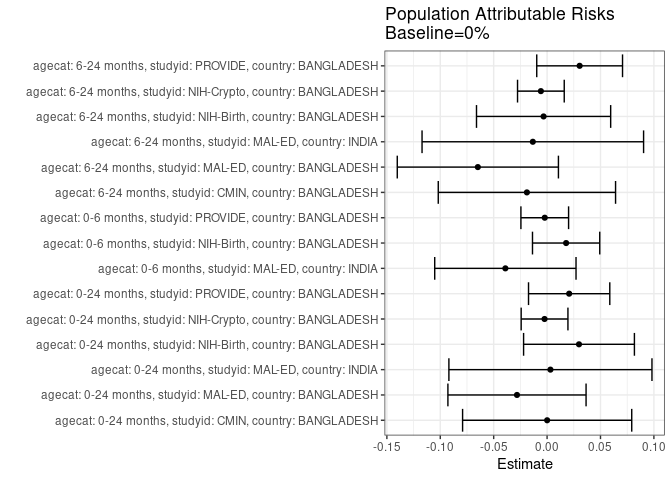 Population Attributable Risks
Baseline=0%
agecat: 6-24 months, studyid: PROVIDE, country: BANGLADESH
agecat: 6-24 months, studyid: NIH-Crypto, country: BANGLADESH
agecat: 6-24 months, studyid: NIH-Birth, country: BANGLADESH
agecat: 6-24 months, studyid: MAL-ED, country: INDIA
agecat: 6-24 months, studyid: MAL-ED, country: BANGLADESH
agecat: 6-24 months, studyid: CMIN, country: BANGLADESH
agecat: 0-6 months, studyid: PROVIDE, country: BANGLADESH
agecat: 0-6 months, studyid: NIH-Birth, country: BANGLADESH
agecat: 0-6 months, studyid: MAL-ED, country: INDIA
agecat: 0-24 months, studyid: PROVIDE, country: BANGLADESH
agecat: 0-24 months, studyid: NIH-Crypto, country: BANGLADESH
agecat: 0-24 months, studyid: NIH-Birth, country: BANGLADESH
agecat: 0-24 months, studyid: MAL-ED, country: INDIA
agecat: 0-24 months, studyid: MAL-ED, country: BANGLADESH
agecat: 0-24 months, studyid: CMIN, country: BANGLADESH
-0.15 -0.10 -0.05 0.00 0.05 0.10
Estimate